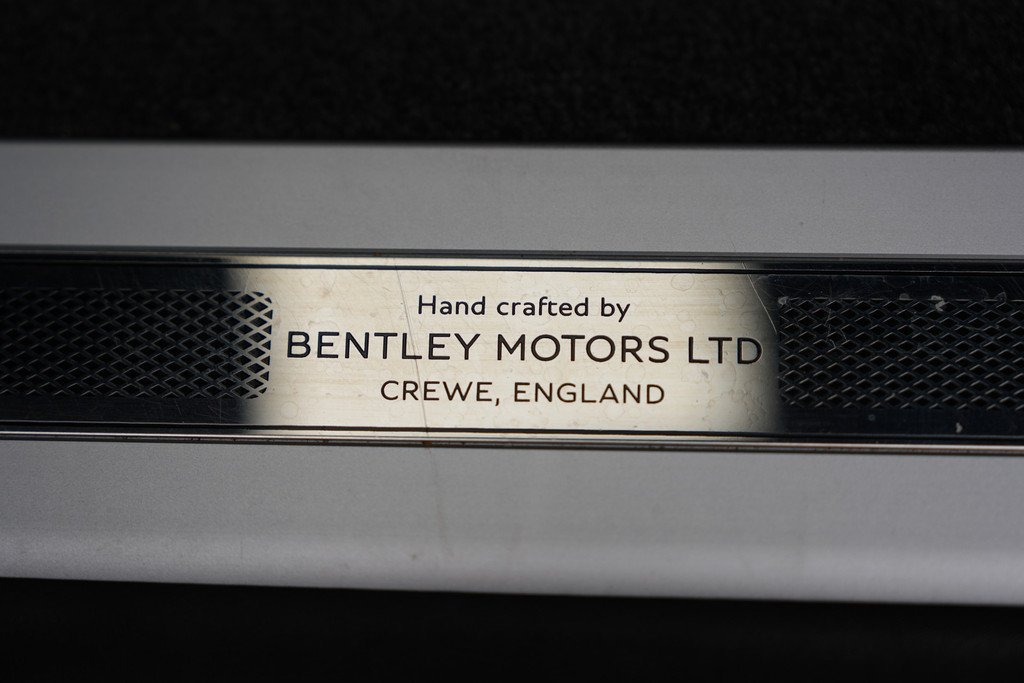 Hand crafted by
BENTLEY MOTORS LTD
CREWE, ENGLAND